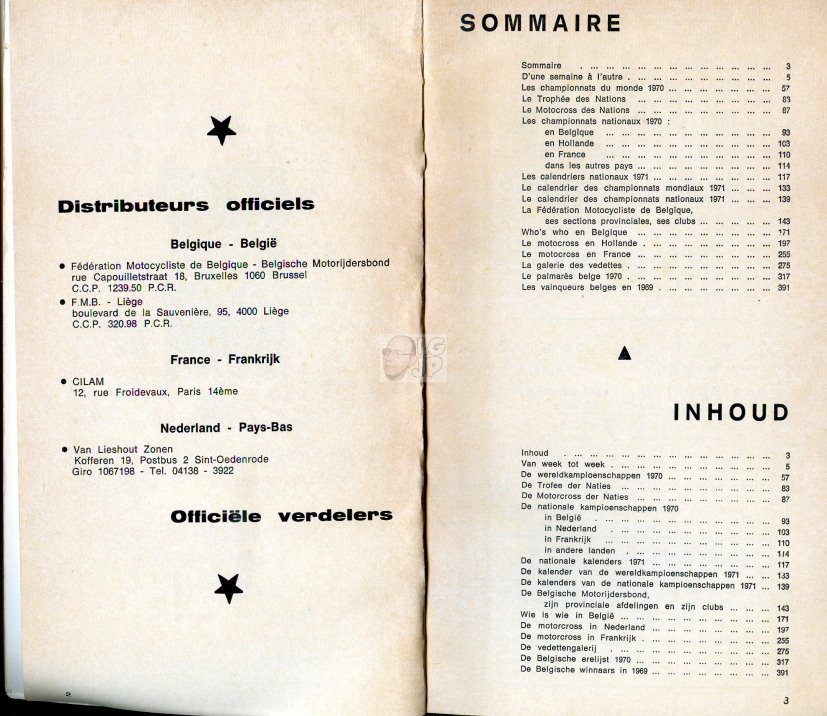 Distributeurs officiels
Belgique - België
● Fédération Motocycliste de Belgique - Belgische Motorijdersbond
rue Capouilletstraat 18, Bruxelles 1060 Brussel
C.C.P. 1239.50 P.C.R.
● F.M.B. - Liège
boulevard de la Sauvenière, 95, 4000 Liège
C.C.P. 320.98 P.C.R.
France - Frankrijk
● CILAM
12, rue Froidevaux, Paris 14ème
Nederland - Pays-Bas
● Van Lieshout Zonen
Kofferen 19, Postbus 2 Sint-Oedenrode
Giro 1067198 - Tel. 04138 - 3922
Officiële verdelers
2
SOMMAIRE
Sommaire . ... ... ... ... ... ... ... ... ... ... ... ... 3
D'une semaine à l'autre . ... ... ... ... ... ... ... ... ... 5
Les championnats du monde 1970 ... ... ... ... ... ... ... 57
Le Trophée des Nations ... ... ... ... ... ... ... ... ... 83
Le Motocross des Nations ... ... ... ... ... ... ... ... ... 87
Les championnats nationaux 1970 :
en Belgique ... ... ... ... ... ... ... ... ... ... ... 93
en Hollande ... ... ... ... ... ... ... ... ... ... ... 103
en France ... ... ... ... ... ... ... ... ... ... ... 110
dans les autres pays ... ... ... ... ... ... ... ... ... 114
Les calendriers nationaux 1971 ... ... ... ... ... ... ... ... 117
Le calendrier des championnats mondiaux 1971 ... ... ... 133
Le calendrier des championnats nationaux 1971 ... ... ... 139
La Fédération Motocycliste de Belgique,
ses sections provinciales, ses clubs ... ... ... ... ... 143
Who's who en Belgique ... ... ... ... ... ... ... ... ... 171
Le motocross en Hollande . ... ... ... ... ... ... ... ... 197
Le motocross en France ... ... ... ... ... ... ... ... ... 255
La galerie des vedettes . ... ... ... ... ... ... ... ... ... 275
Le palmarès belge 1970 . ... ... ... ... ... ... ... ... ... 317
Les vainqueurs belges en 1969 . ... ... ... ... ... ... ... 391
IG
JP
INHOUD
Inhoud . ... ... ... ... ... ... ... ... ... ... ... ... 3
Van week tot week . ... ... ... ... ... ... ... ... ... ... 5
De wereldkampioenschappen 1970 ... ... ... ... ... ... ... 57
De Trofee der Naties ... ... ... ... ... ... ... ... ... ... 83
De Motorcross der Naties ... ... ... ... ... ... ... ... ... 87
De nationale kampioenschappen 1970
in België . ... ... ... ... ... ... ... ... ... ... ... 93
in Nederland . ... ... ... ... ... ... ... ... ... ... 103
in Frankrijk ... ... ... ... ... ... ... ... ... ... ... 110
in andere landen . ... ... ... ... ... ... ... ... ... 114
De nationale kalenders 1971 ... ... ... ... ... ... ... ... 117
De kalender van de wereldkampioenschappen 1971 ... ... 133
De kalenders van de nationale kampioenschappen 1971 ... 139
De Belgische Motorijdersbond,
zijn provinciale afdelingen en zijn clubs ... ... ... 143
Wie is wie in België ... ... ... ... ... ... ... ... ... ... 171
De motorcross in Nederland ... ... ... ... ... ... ... ... 197
De motorcross in Frankrijk . ... ... ... ... ... ... ... ... 255
De vedettengalerij . ... ... ... ... ... ... ... ... ... ... 275
De Belgische erelijst 1970 ... ... ... ... ... ... ... ... ... 317
De Belgische winnaars in 1969 ... ... ... ... ... ... ... ... 391
3